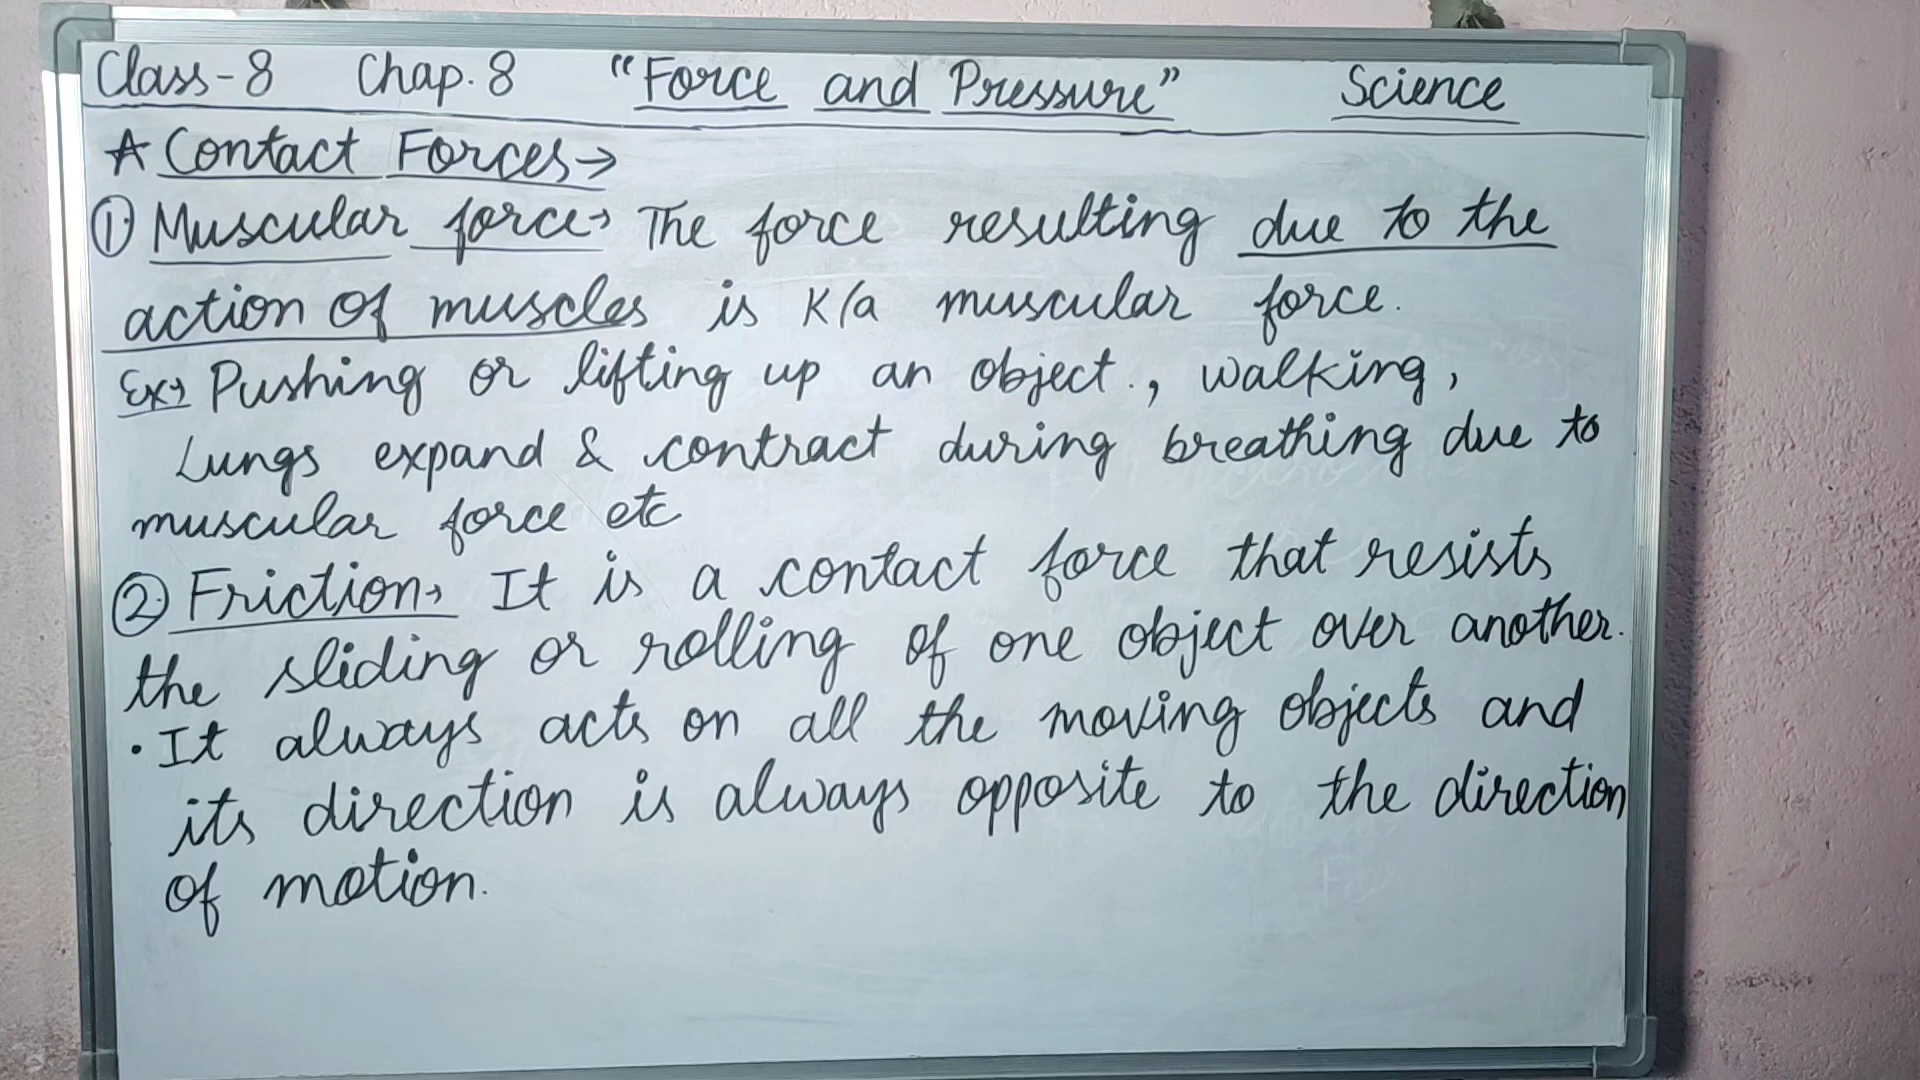 Class-8 Chap. 8 "Force and Pressure" Science
☆ Contact Forces→
① Muscular force→ The force resulting due to the
action of muscles is K/a muscular force.
Ex→ Pushing or lifting up an object., walking,
Lungs expand & contract during breathing due to
muscular force etc
② Friction→ It is a contact force that resists
the sliding or rolling of one object over another.
• It always acts on all the moving objects and
its direction is always opposite to the direction
of motion.